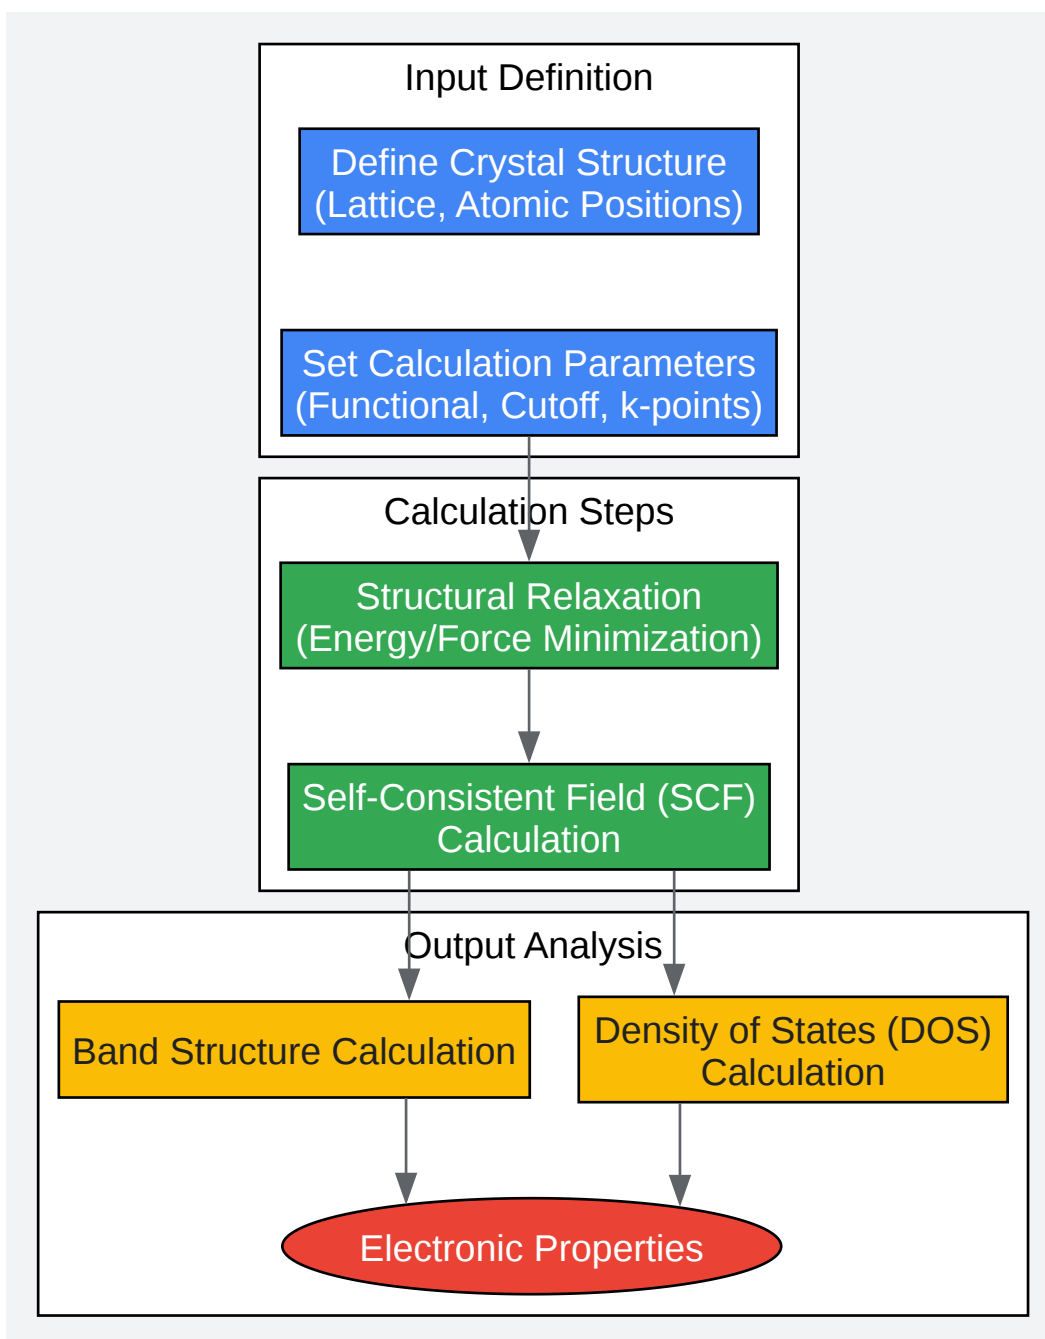 Input Definition
Define Crystal Structure
(Lattice, Atomic Positions)
Set Calculation Parameters
(Functional, Cutoff, k-points)
Calculation Steps
Structural Relaxation
(Energy/Force Minimization)
Self-Consistent Field (SCF)
Calculation
Output Analysis
Band Structure Calculation
Density of States (DOS)
Calculation
Electronic Properties